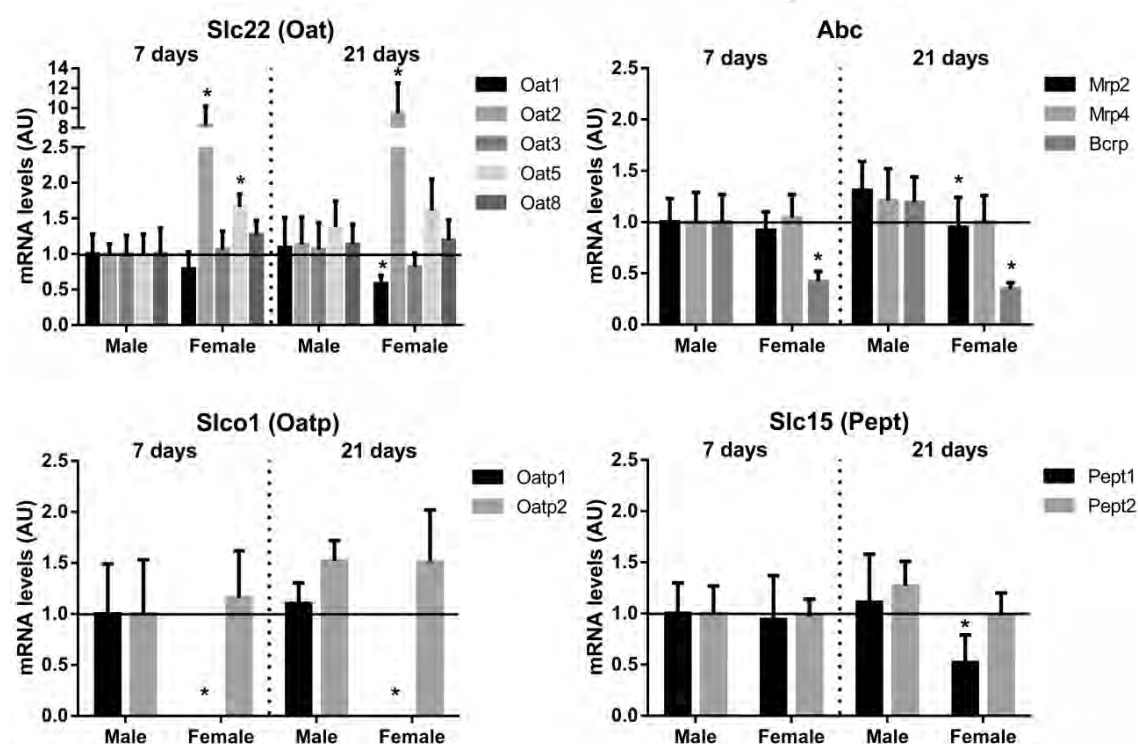 Slc22 (Oat)
7 days 21 days
mRNA levels (AU)
14
12
10
8
2.5
2.0
1.5
1.0
0.5
0.0
* * * * 
Male Female Male Female
Oat1
Oat2
Oat3
Oat5
Oat8
Abc
7 days 21 days
mRNA levels (AU)
2.5
2.0
1.5
1.0
0.5
0.0
* * *
Male Female Male Female
Mrp2
Mrp4
Bcrp
Slco1 (Oatp)
7 days 21 days
mRNA levels (AU)
2.5
2.0
1.5
1.0
0.5
0.0
* *
Male Female Male Female
Oatp1
Oatp2
Slc15 (Pept)
7 days 21 days
mRNA levels (AU)
2.5
2.0
1.5
1.0
0.5
0.0
*
Male Female Male Female
Pept1
Pept2